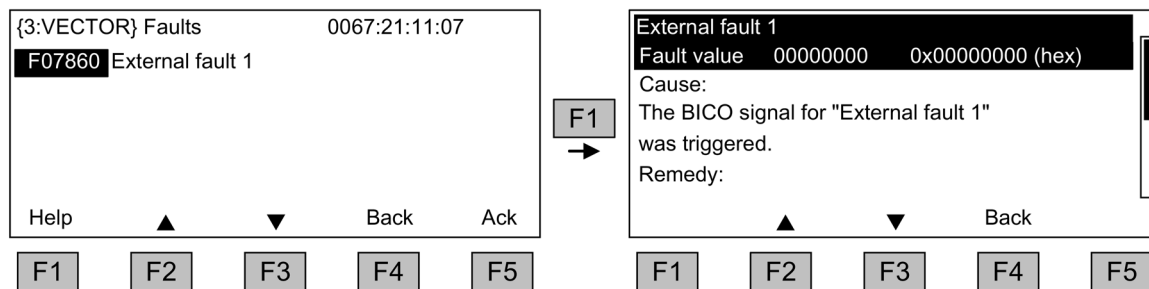 {3:VECTOR} Faults 0067:21:11:07
F07860 External fault 1
Help ▲ ▼ Back Ack
F1 F2 F3 F4 F5
F1
External fault 1
Fault value 00000000 0x00000000 (hex)
Cause:
The BICO signal for "External fault 1"
was triggered.
Remedy:
▲ ▼ Back
F1 F2 F3 F4 F5